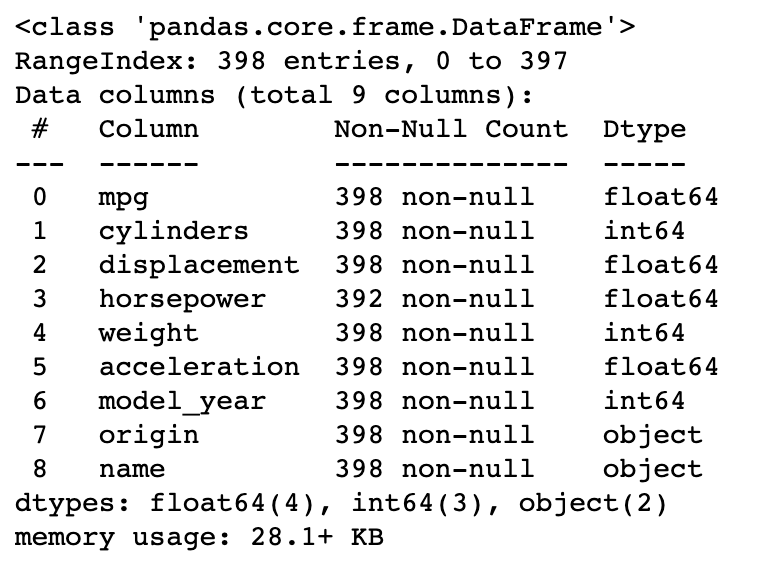 <class 'pandas.core.frame.DataFrame'>
RangeIndex: 398 entries, 0 to 397
Data columns (total 9 columns):
 #   Column        Non-Null Count  Dtype
---  ------        --------------  -----
 0   mpg           398 non-null    float64
 1   cylinders     398 non-null    int64
 2   displacement  398 non-null    float64
 3   horsepower    392 non-null    float64
 4   weight        398 non-null    int64
 5   acceleration  398 non-null    float64
 6   model_year    398 non-null    int64
 7   origin        398 non-null    object
 8   name          398 non-null    object
dtypes: float64(4), int64(3), object(2)
memory usage: 28.1+ KB